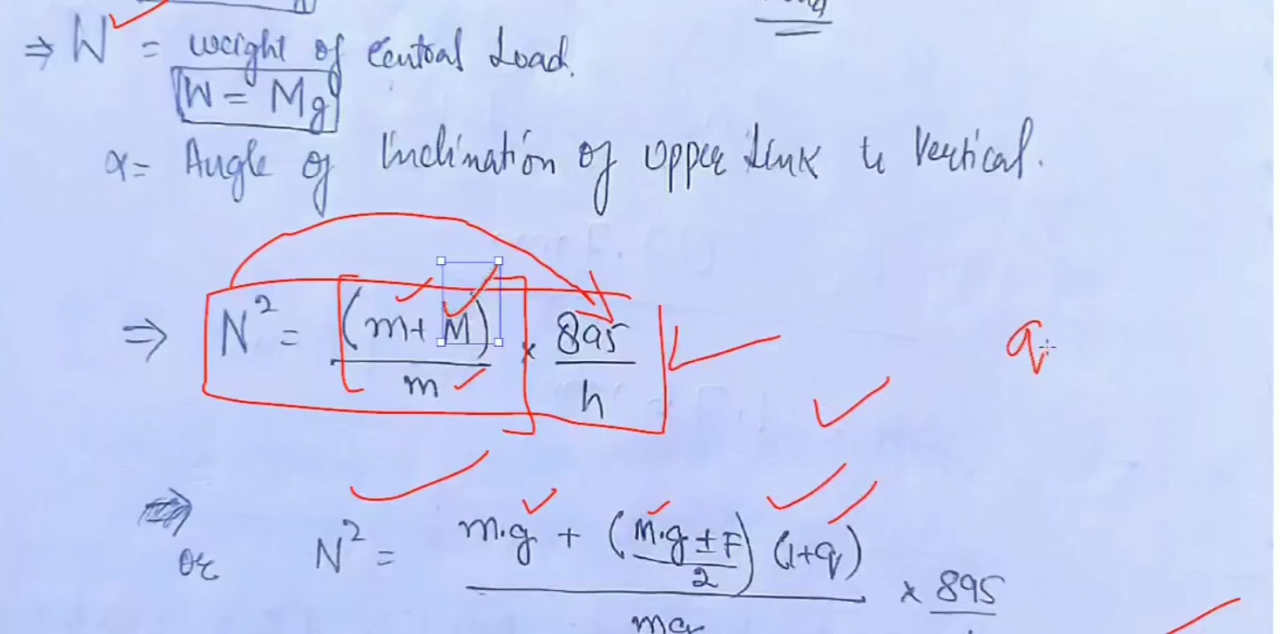 ⇒ W = weight of Central Load.
W = Mg
α = Angle of Inclination of Upper Link to Vertical.
⇒ N² = (m+M)/m × 895/h
q
or N² = m.g + (M.g ± F/2) (1+q) / mg × 895